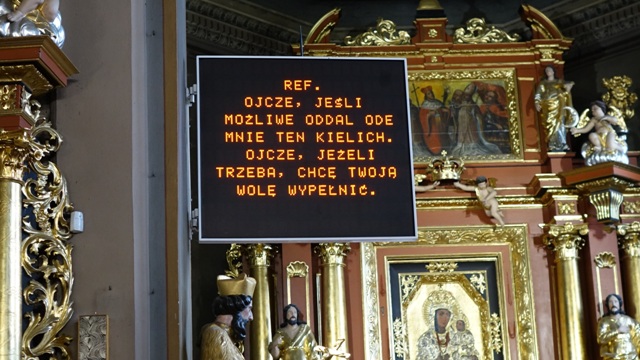 REF.
OJCZE, JEŚLI
MOŻLIWE ODDAL ODE
MNIE TEN KIELICH.
OJCZE, JEŻELI
TRZEBA, CHCĘ TWOJĄ
WOLĘ WYPEŁNIĆ.